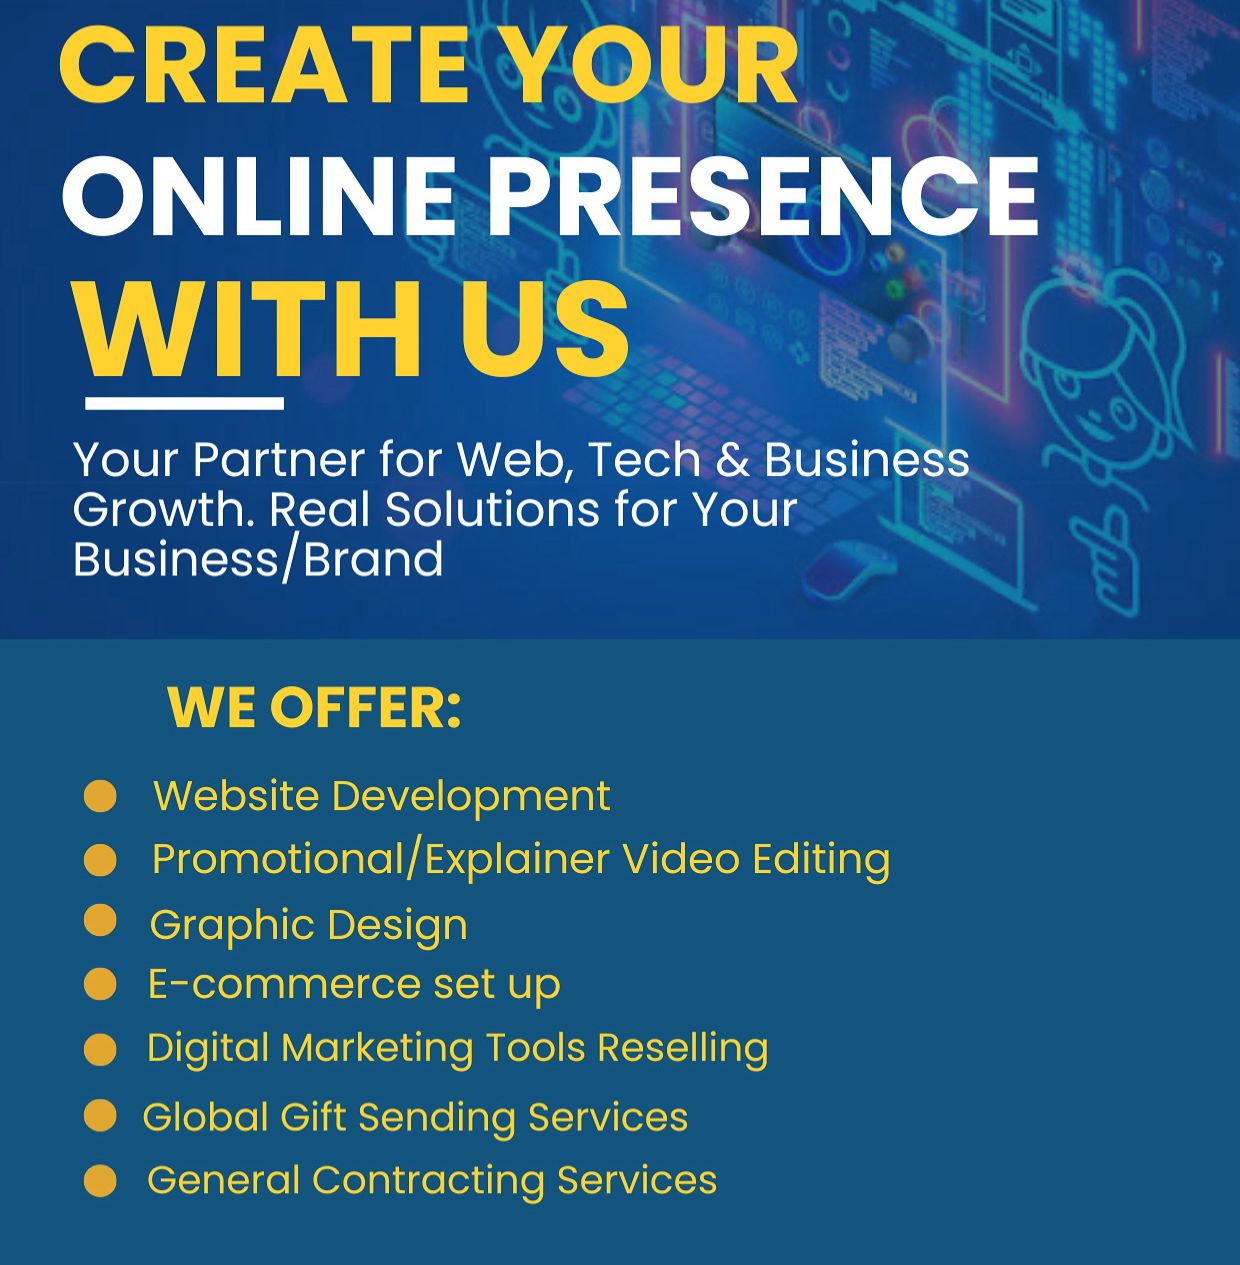 CREATE YOUR
ONLINE PRESENCE
WITH US
Your Partner for Web, Tech & Business
Growth. Real Solutions for Your
Business/Brand
WE OFFER:
Website Development
Promotional/Explainer Video Editing
Graphic Design
E-commerce set up
Digital Marketing Tools Reselling
Global Gift Sending Services
General Contracting Services